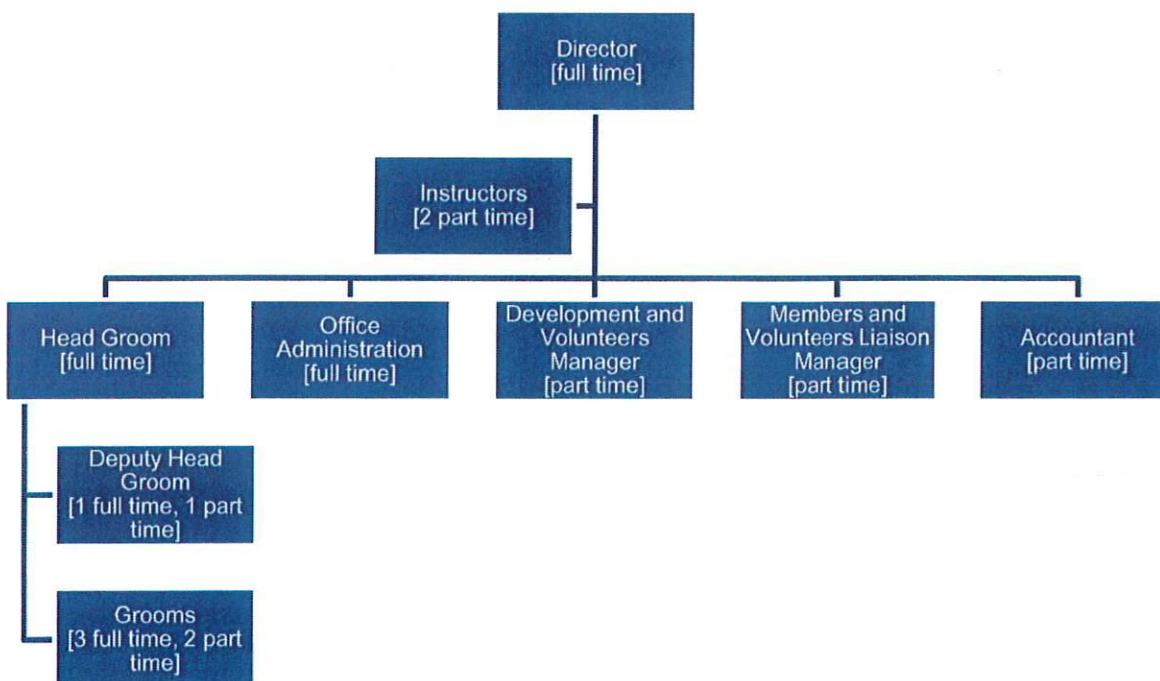 Director
[full time]
Instructors
[2 part time]
Head Groom
[full time]
Office
Administration
[full time]
Development and
Volunteers
Manager
[part time]
Members and
Volunteers Liaison
Manager
[part time]
Accountant
[part time]
Deputy Head
Groom
[1 full time, 1 part
time]
Grooms
[3 full time, 2 part
time]